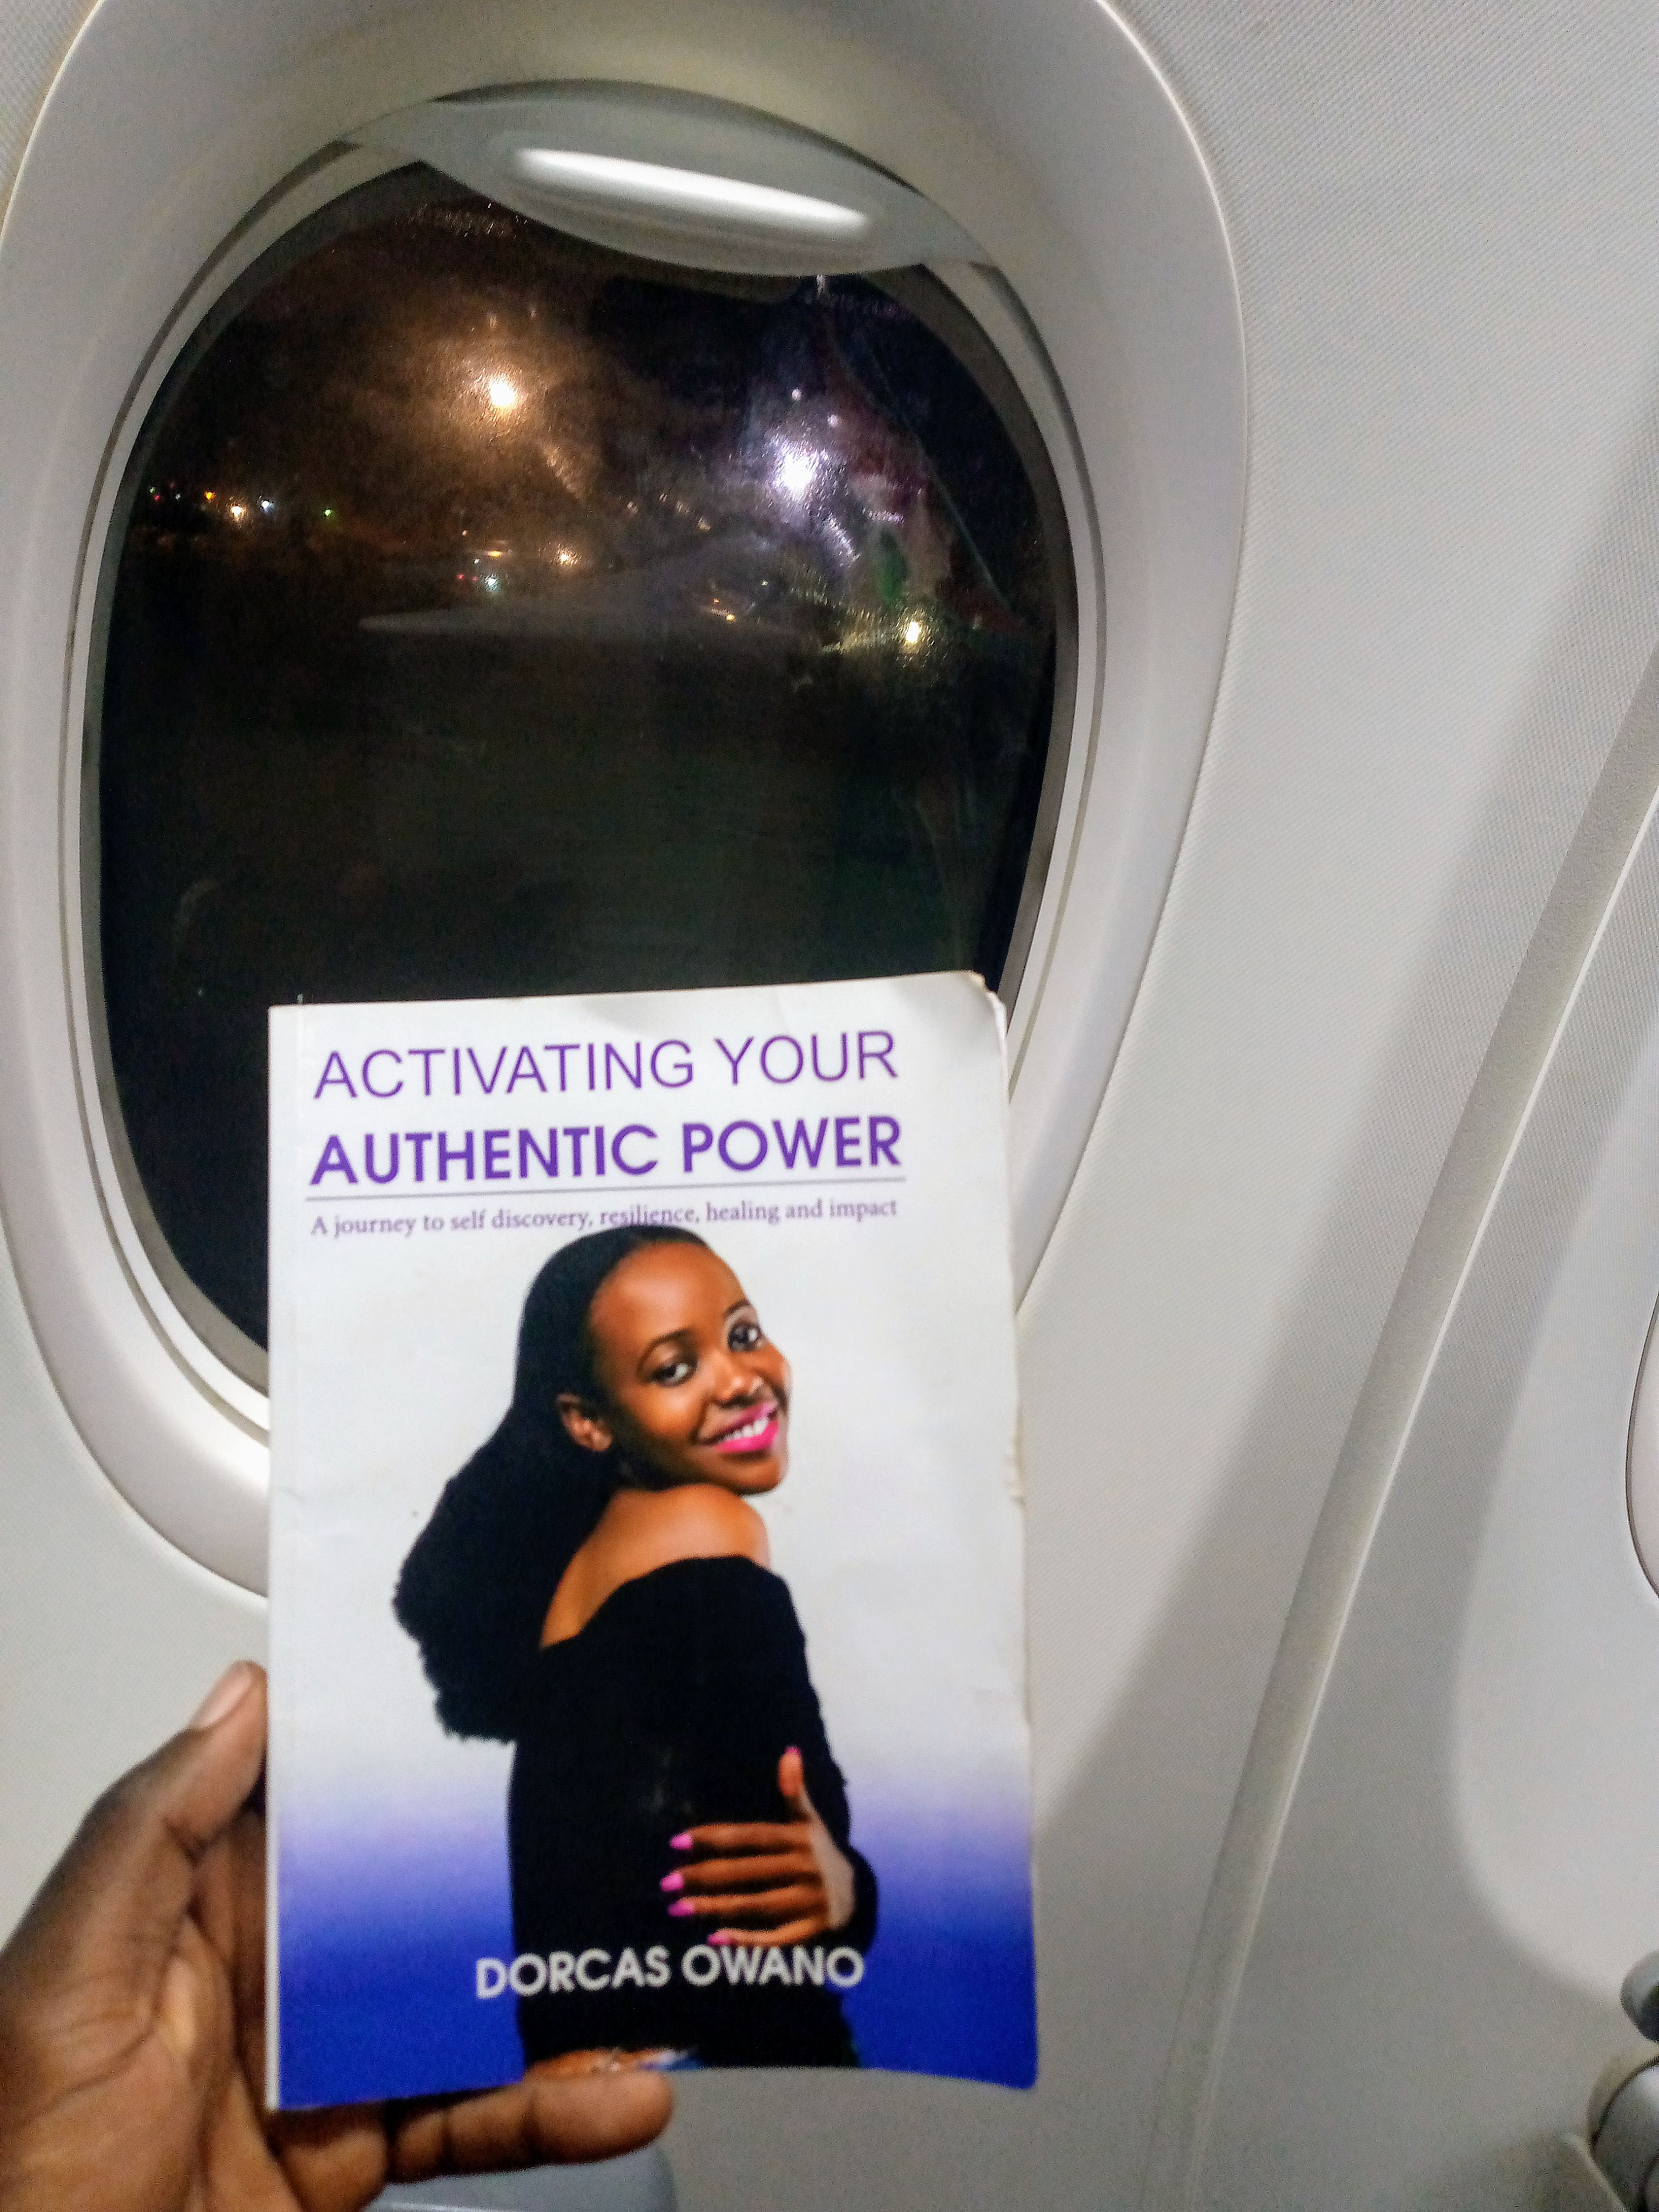 ACTIVATING YOUR
AUTHENTIC POWER
A journey to self discovery, resilience, healing and impact
DORCAS OWANO